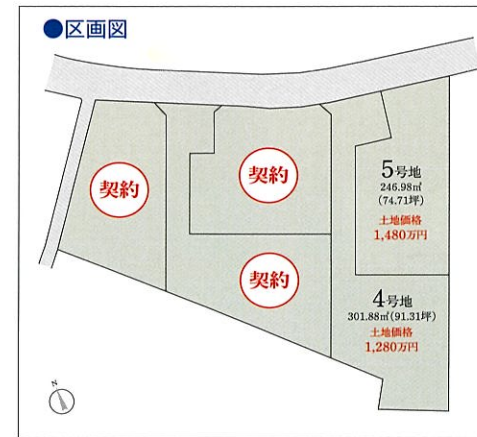 ●区画図
契約
契約
契約
5号地
246.98㎡
(74.71坪)
土地価格
1,480万円
4号地
301.88㎡(91.31坪)
土地価格
1,280万円
N